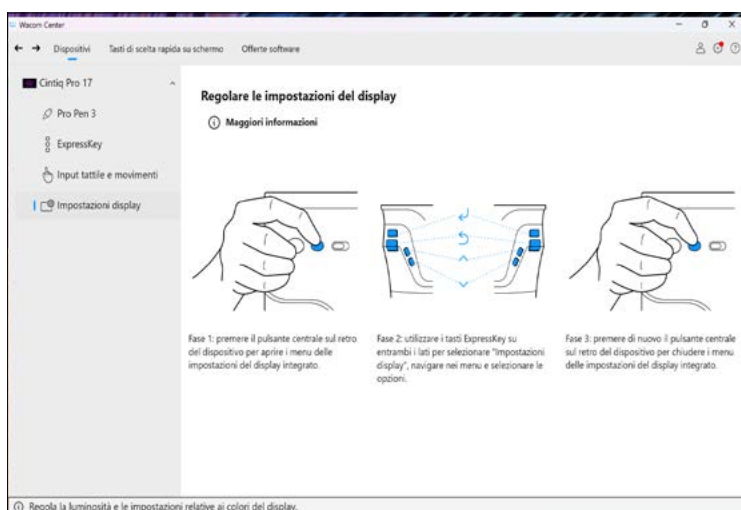 Wacom Center
Dispositivi Tasti di scelta rapida su schermo Offerte software
Cintiq Pro 17
Pro Pen 3
ExpressKey
Input tattile e movimenti
Impostazioni display
Regolare le impostazioni del display
Maggiori informazioni
Fase 1: premere il pulsante centrale sul retro
del dispositivo per aprire i menu delle
impostazioni del display integrato.
Fase 2: utilizzare i tasti ExpressKey su
entrambi i lati per selezionare "Impostazioni
display", navigare nei menu e selezionare le
opzioni.
Fase 3: premere di nuovo il pulsante centrale
sul retro del dispositivo per chiudere i menu
delle impostazioni del display integrato.
Regola la luminosità e le impostazioni relative ai colori del display.